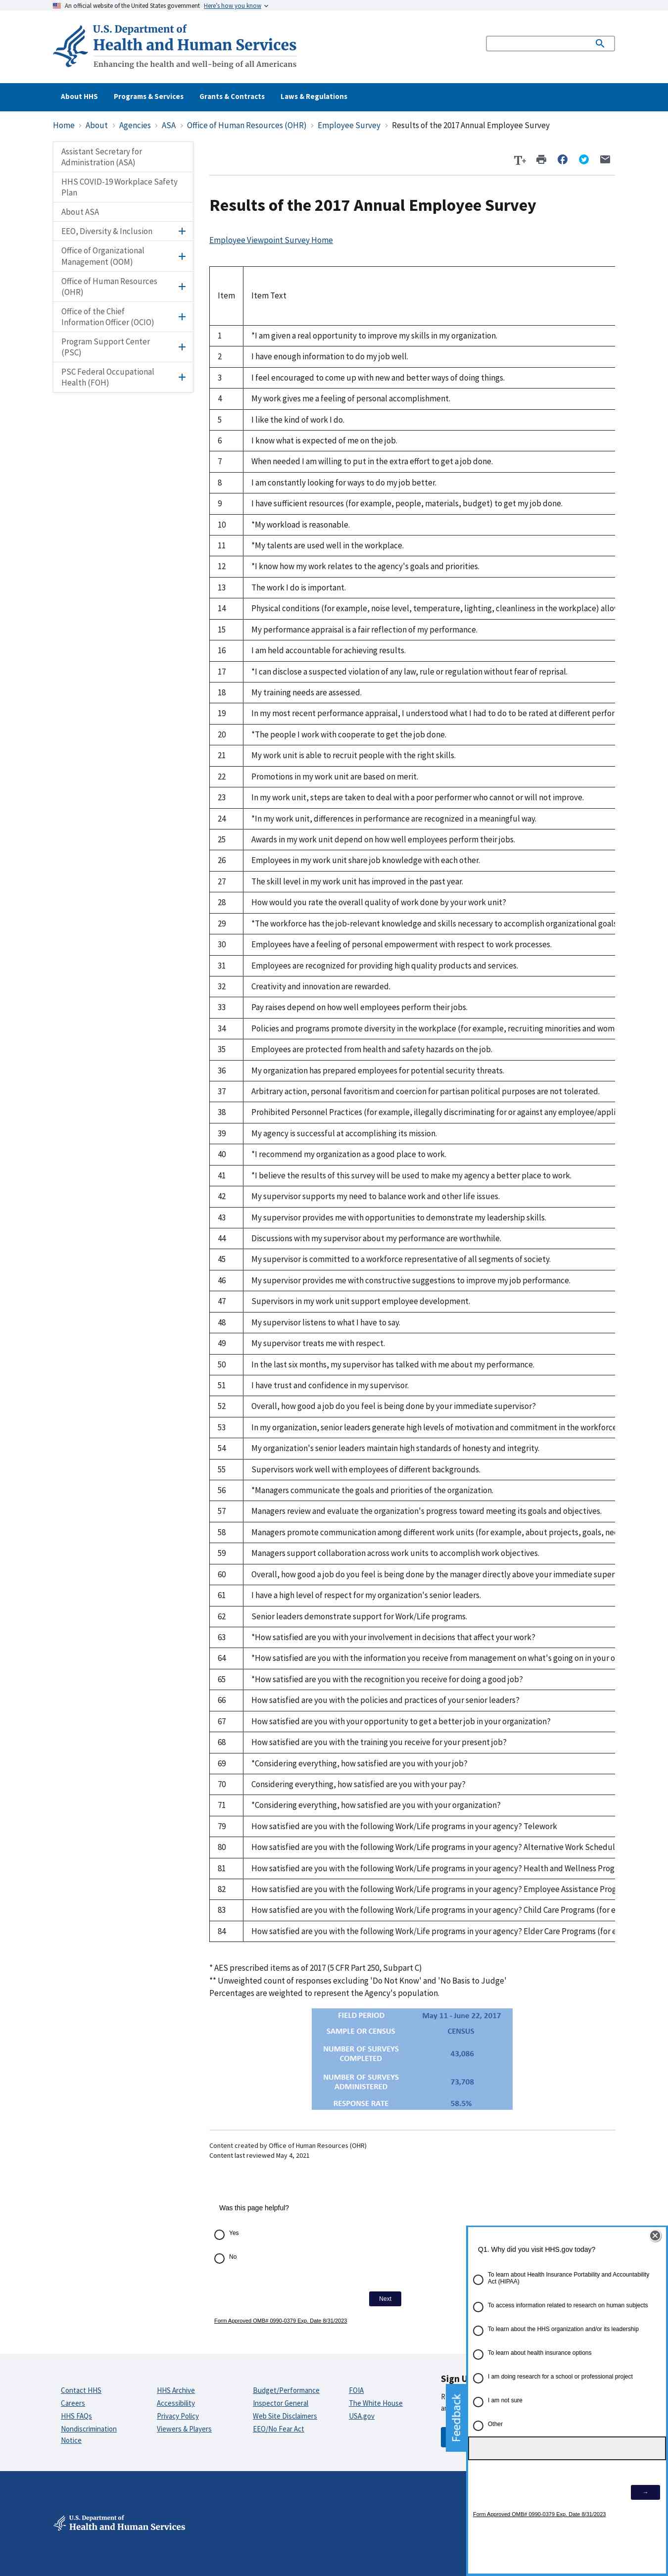 An official website of the United States government Here's how you know
U.S. Department of
Health and Human Services
Enhancing the health and well-being of all Americans
About HHS Programs & Services Grants & Contracts Laws & Regulations
Home > About > Agencies > ASA > Office of Human Resources (OHR) > Employee Survey > Results of the 2017 Annual Employee Survey
Assistant Secretary for
Administration (ASA)
HHS COVID-19 Workplace Safety
Plan
About ASA
EEO, Diversity & Inclusion +
Office of Organizational
Management (OOM) +
Office of Human Resources
(OHR) +
Office of the Chief
Information Officer (OCIO) +
Program Support Center
(PSC) +
PSC Federal Occupational
Health (FOH) +
T+
Results of the 2017 Annual Employee Survey
Employee Viewpoint Survey Home
Item Item Text
1 *I am given a real opportunity to improve my skills in my organization.
2 I have enough information to do my job well.
3 I feel encouraged to come up with new and better ways of doing things.
4 My work gives me a feeling of personal accomplishment.
5 I like the kind of work I do.
6 I know what is expected of me on the job.
7 When needed I am willing to put in the extra effort to get a job done.
8 I am constantly looking for ways to do my job better.
9 I have sufficient resources (for example, people, materials, budget) to get my job done.
10 *My workload is reasonable.
11 *My talents are used well in the workplace.
12 *I know how my work relates to the agency's goals and priorities.
13 The work I do is important.
14 Physical conditions (for example, noise level, temperature, lighting, cleanliness in the workplace) allo
15 My performance appraisal is a fair reflection of my performance.
16 I am held accountable for achieving results.
17 *I can disclose a suspected violation of any law, rule or regulation without fear of reprisal.
18 My training needs are assessed.
19 In my most recent performance appraisal, I understood what I had to do to be rated at different perfor
20 *The people I work with cooperate to get the job done.
21 My work unit is able to recruit people with the right skills.
22 Promotions in my work unit are based on merit.
23 In my work unit, steps are taken to deal with a poor performer who cannot or will not improve.
24 *In my work unit, differences in performance are recognized in a meaningful way.
25 Awards in my work unit depend on how well employees perform their jobs.
26 Employees in my work unit share job knowledge with each other.
27 The skill level in my work unit has improved in the past year.
28 How would you rate the overall quality of work done by your work unit?
29 *The workforce has the job-relevant knowledge and skills necessary to accomplish organizational goals
30 Employees have a feeling of personal empowerment with respect to work processes.
31 Employees are recognized for providing high quality products and services.
32 Creativity and innovation are rewarded.
33 Pay raises depend on how well employees perform their jobs.
34 Policies and programs promote diversity in the workplace (for example, recruiting minorities and wom
35 Employees are protected from health and safety hazards on the job.
36 My organization has prepared employees for potential security threats.
37 Arbitrary action, personal favoritism and coercion for partisan political purposes are not tolerated.
38 Prohibited Personnel Practices (for example, illegally discriminating for or against any employee/appli
39 My agency is successful at accomplishing its mission.
40 *I recommend my organization as a good place to work.
41 *I believe the results of this survey will be used to make my agency a better place to work.
42 My supervisor supports my need to balance work and other life issues.
43 My supervisor provides me with opportunities to demonstrate my leadership skills.
44 Discussions with my supervisor about my performance are worthwhile.
45 My supervisor is committed to a workforce representative of all segments of society.
46 My supervisor provides me with constructive suggestions to improve my job performance.
47 Supervisors in my work unit support employee development.
48 My supervisor listens to what I have to say.
49 My supervisor treats me with respect.
50 In the last six months, my supervisor has talked with me about my performance.
51 I have trust and confidence in my supervisor.
52 Overall, how good a job do you feel is being done by your immediate supervisor?
53 In my organization, senior leaders generate high levels of motivation and commitment in the workforce
54 My organization's senior leaders maintain high standards of honesty and integrity.
55 Supervisors work well with employees of different backgrounds.
56 *Managers communicate the goals and priorities of the organization.
57 Managers review and evaluate the organization's progress toward meeting its goals and objectives.
58 Managers promote communication among different work units (for example, about projects, goals, ne
59 Managers support collaboration across work units to accomplish work objectives.
60 Overall, how good a job do you feel is being done by the manager directly above your immediate super
61 I have a high level of respect for my organization's senior leaders.
62 Senior leaders demonstrate support for Work/Life programs.
63 *How satisfied are you with your involvement in decisions that affect your work?
64 *How satisfied are you with the information you receive from management on what's going on in your o
65 *How satisfied are you with the recognition you receive for doing a good job?
66 How satisfied are you with the policies and practices of your senior leaders?
67 How satisfied are you with your opportunity to get a better job in your organization?
68 How satisfied are you with the training you receive for your present job?
69 *Considering everything, how satisfied are you with your job?
70 Considering everything, how satisfied are you with your pay?
71 *Considering everything, how satisfied are you with your organization?
79 How satisfied are you with the following Work/Life programs in your agency? Telework
80 How satisfied are you with the following Work/Life programs in your agency? Alternative Work Schedul
81 How satisfied are you with the following Work/Life programs in your agency? Health and Wellness Prog
82 How satisfied are you with the following Work/Life programs in your agency? Employee Assistance Prog
83 How satisfied are you with the following Work/Life programs in your agency? Child Care Programs (for e
84 How satisfied are you with the following Work/Life programs in your agency? Elder Care Programs (for e
* AES prescribed items as of 2017 (5 CFR Part 250, Subpart C)
** Unweighted count of responses excluding 'Do Not Know' and 'No Basis to Judge'
Percentages are weighted to represent the Agency's population.
FIELD PERIOD May 11 - June 22, 2017
SAMPLE OR CENSUS CENSUS
NUMBER OF SURVEYS
COMPLETED 43,086
NUMBER OF SURVEYS
ADMINISTERED 73,708
RESPONSE RATE 58.5%
Content created by Office of Human Resources (OHR)
Content last reviewed May 4, 2021
Was this page helpful?
Yes
No
Next
Form Approved OMB# 0990-0379 Exp. Date 8/31/2023
Q1. Why did you visit HHS.gov today?
To learn about Health Insurance Portability and Accountability
Act (HIPAA)
To access information related to research on human subjects
To learn about the HHS organization and/or its leadership
To learn about health insurance options
I am doing research for a school or professional project
I am not sure
Other
→
Form Approved OMB# 0990-0379 Exp. Date 8/31/2023
Feedback
Contact HHS
Careers
HHS FAQs
Nondiscrimination
Notice
HHS Archive
Accessibility
Privacy Policy
Viewers & Players
Budget/Performance
Inspector General
Web Site Disclaimers
EEO/No Fear Act
FOIA
The White House
USA.gov
Sign U
U.S. Department of
Health and Human Services